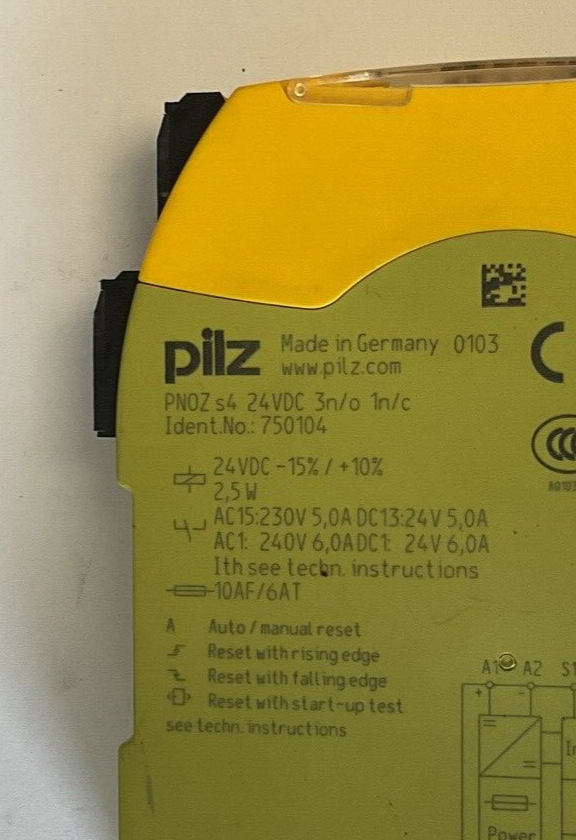 pilz Made in Germany 0103
www.pilz.com
PNOZ s4 24VDC 3n/o 1n/c
Ident.No.: 750104
24VDC -15% / +10%
2,5 W
AC15:230V 5,0A DC13:24V 5,0A
AC1: 240V 6,0A DC1: 24V 6,0A
Ith see techn. instructions
10AF/6AT
A Auto / manual reset
Reset with rising edge
Reset with falling edge
Reset with start-up test
see techn. instructions
A1 A2 S1
+
Power